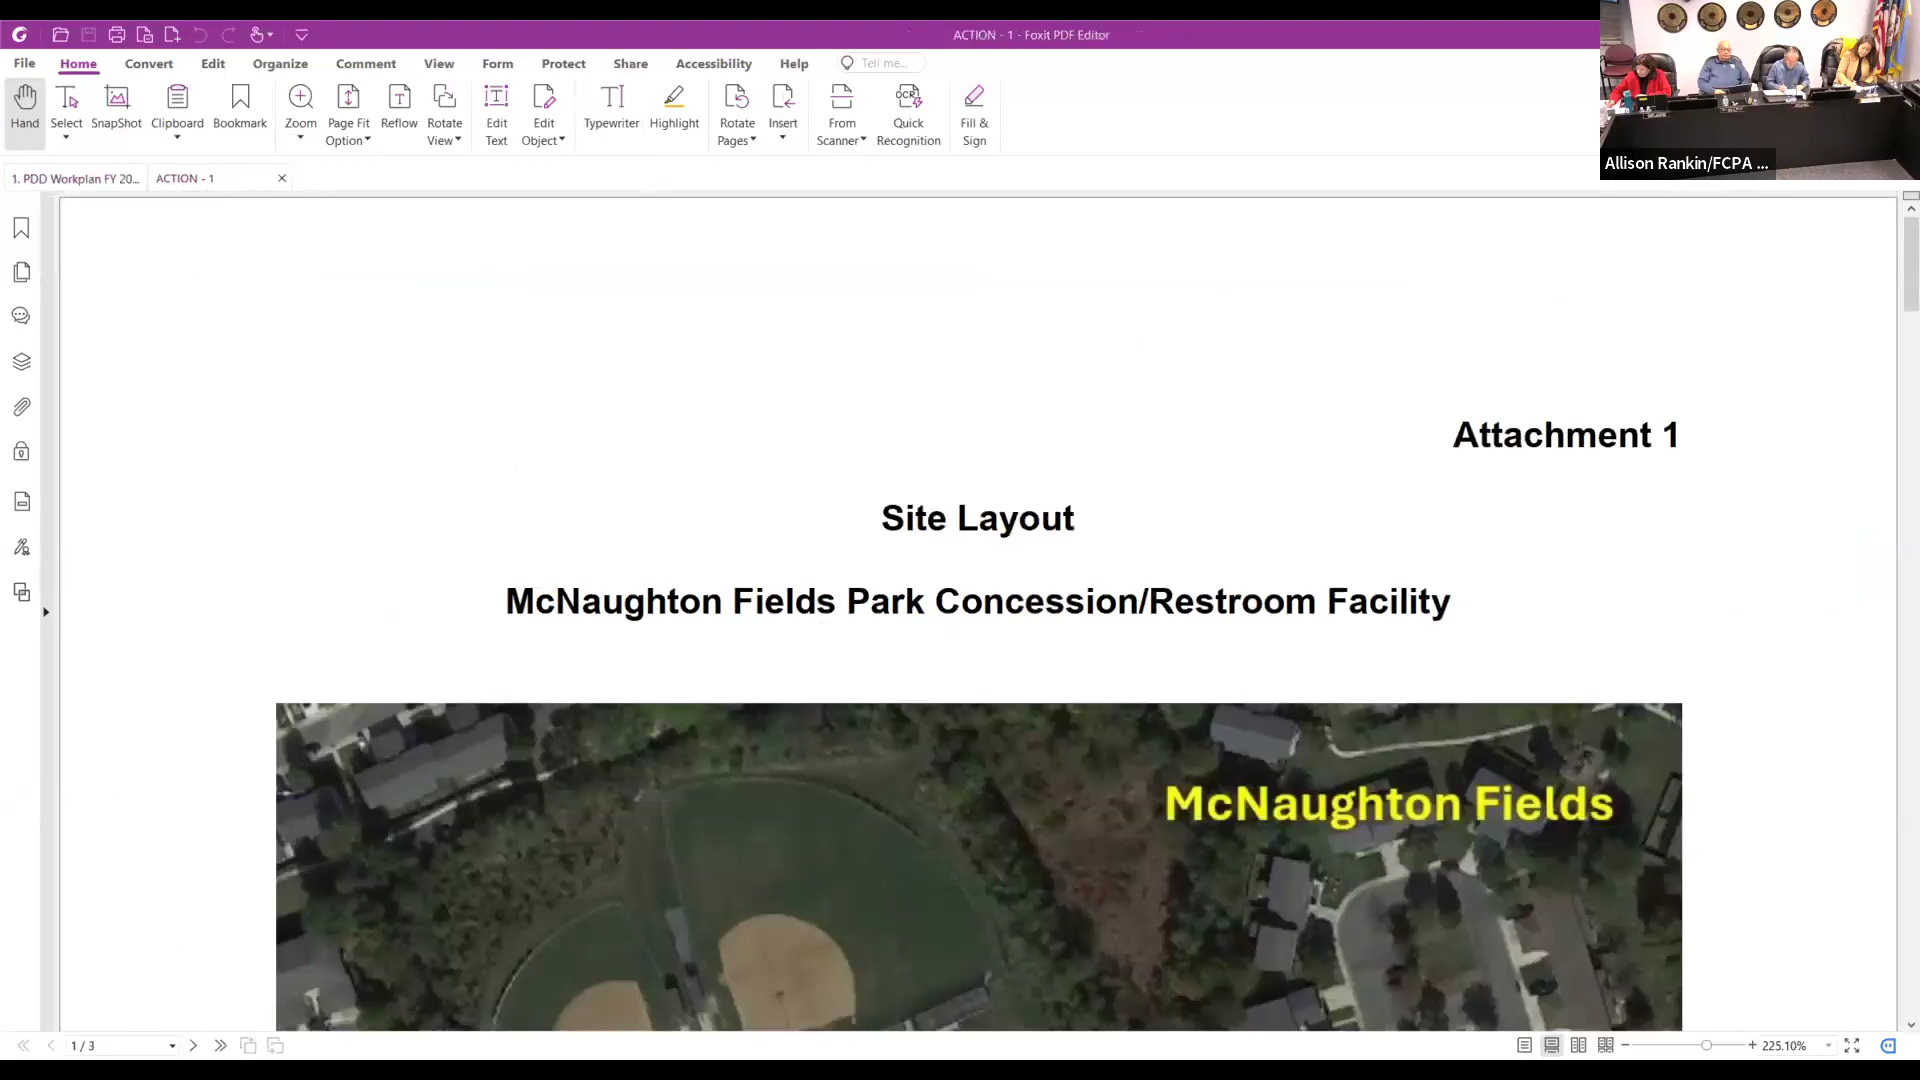 ACTION - 1 - Foxit PDF Editor
File Home Convert Edit Organize Comment View Form Protect Share Accessibility Help Tell me...
Hand Select SnapShot Clipboard Bookmark Zoom Page Fit Option Reflow Rotate View Edit Text Edit Object Typewriter Highlight Rotate Pages Insert From Scanner OCR Quick Recognition Fill & Sign
Allison Rankin/FCPA ...
1. PDD Workplan FY 20... ACTION - 1
Attachment 1
Site Layout
McNaughton Fields Park Concession/Restroom Facility
McNaughton Fields
1 / 3
225.10%